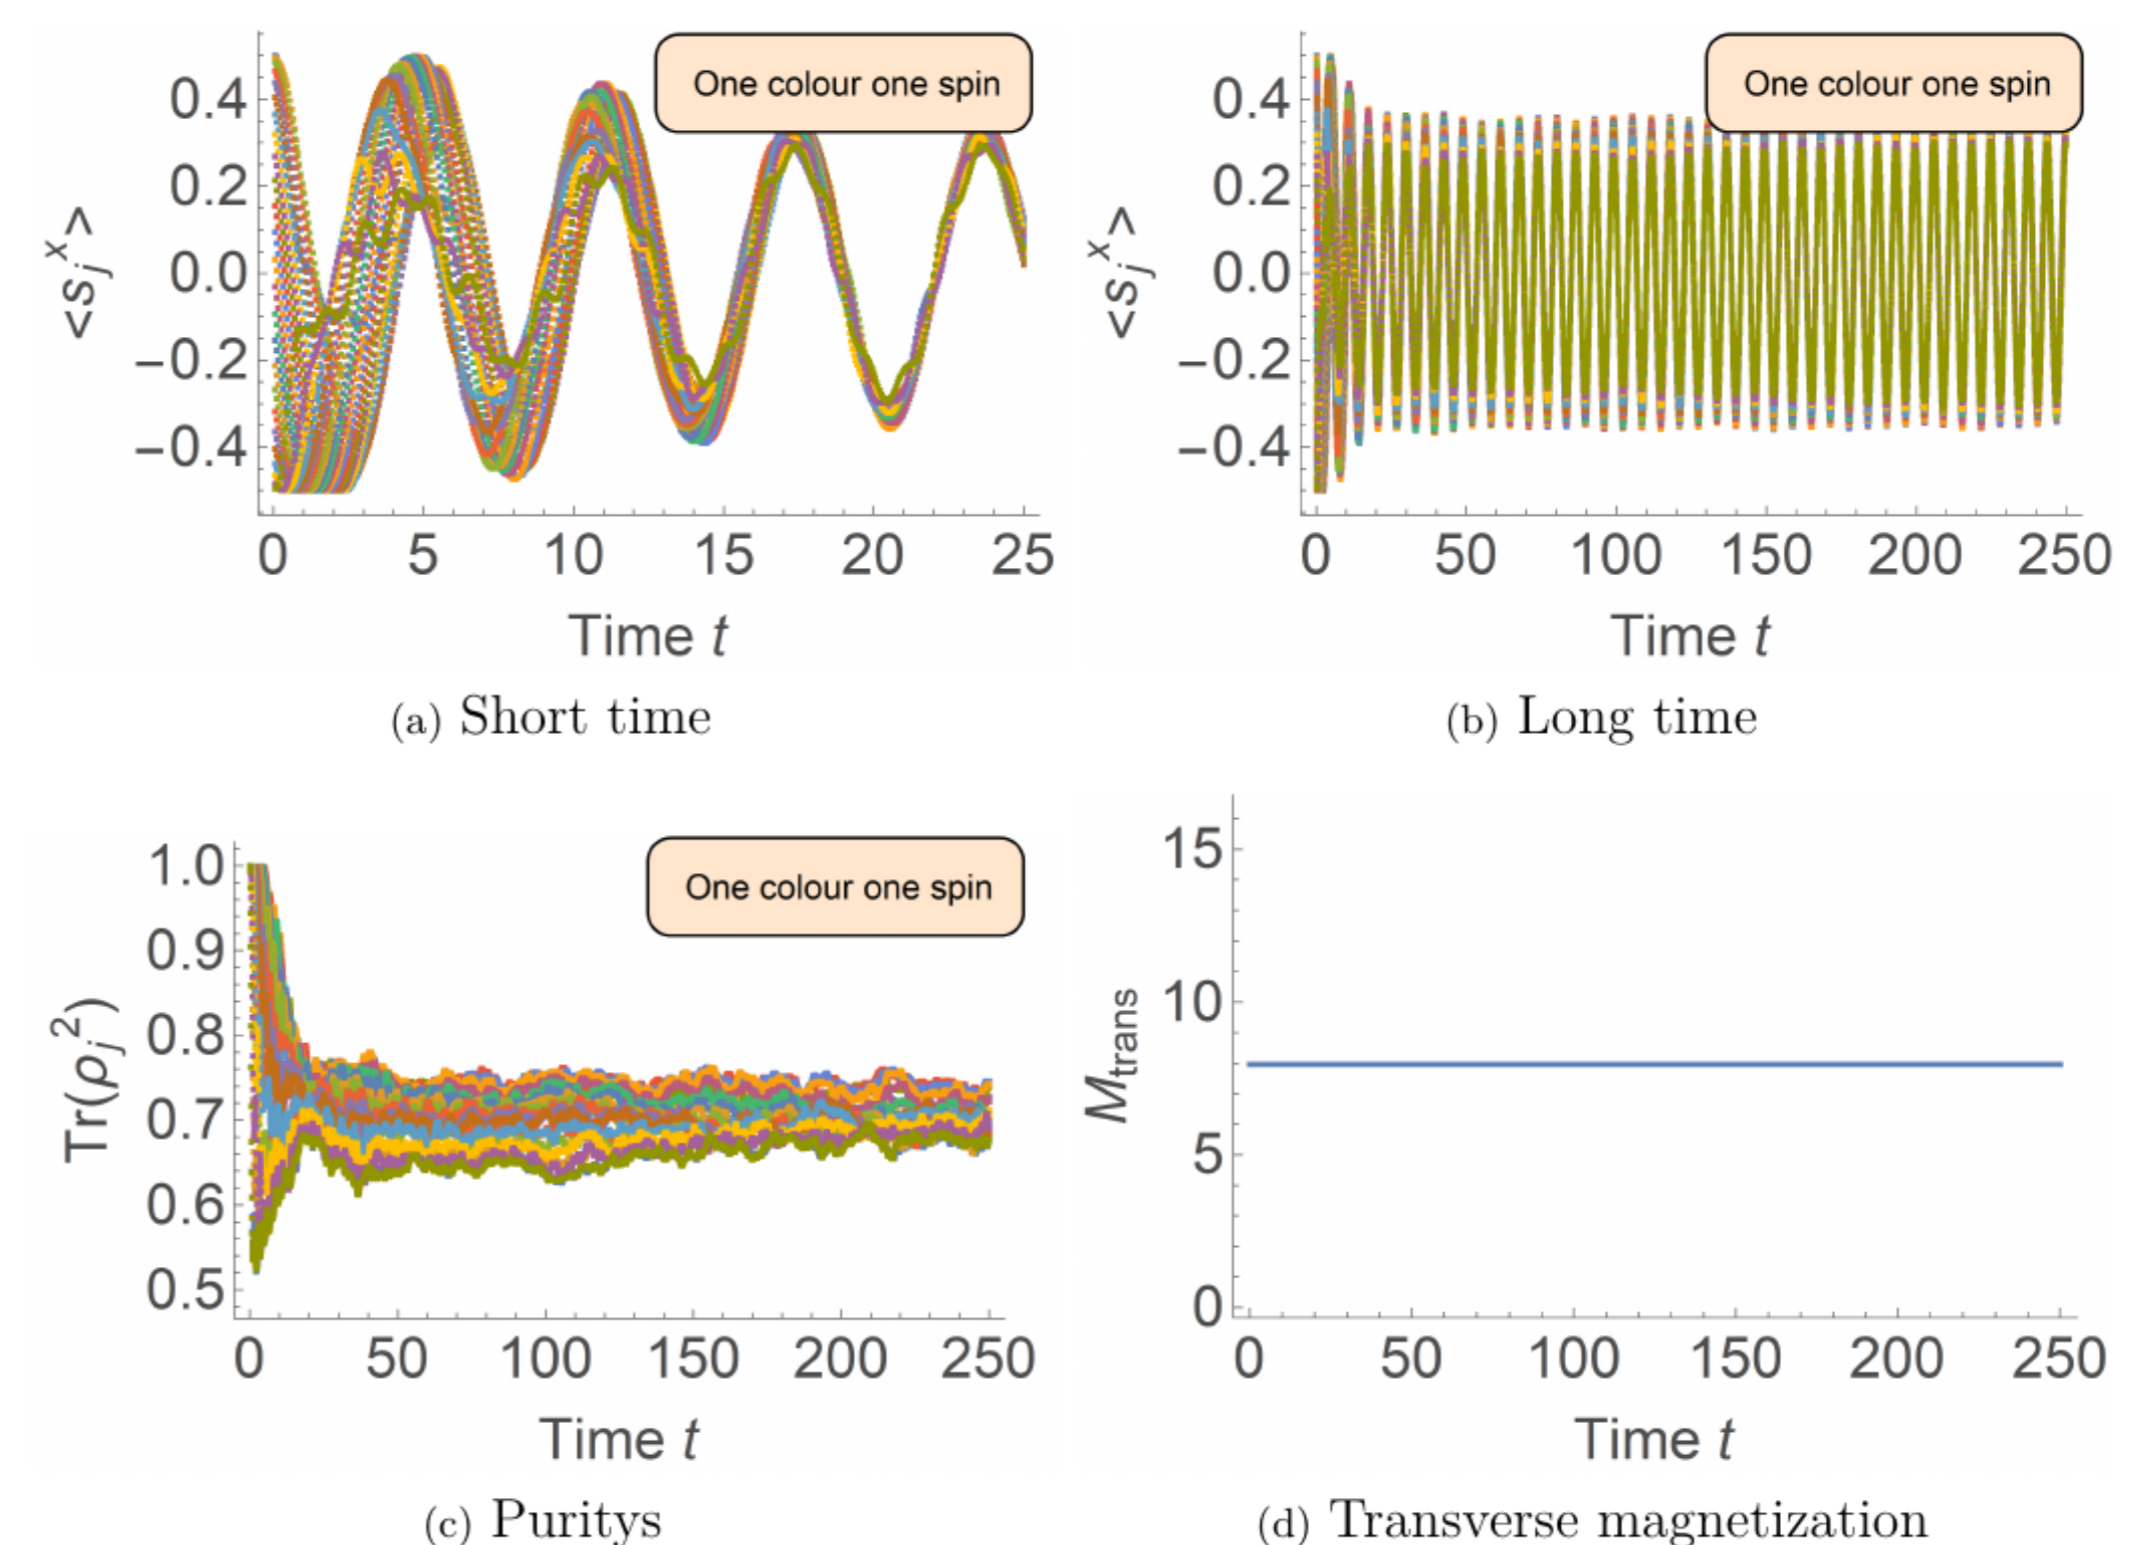 One colour one spin
0.4
0.2
0.0
−0.2
−0.4
<s_j^x>
0 5 10 15 20 25
Time t
(a) Short time
One colour one spin
0.4
0.2
0.0
−0.2
−0.4
<s_j^x>
0 50 100 150 200 250
Time t
(b) Long time
One colour one spin
1.0
0.9
0.8
0.7
0.6
0.5
Tr(ρ_j^2)
0 50 100 150 200 250
Time t
(c) Puritys
15
10
5
0
M_trans
0 50 100 150 200 250
Time t
(d) Transverse magnetization